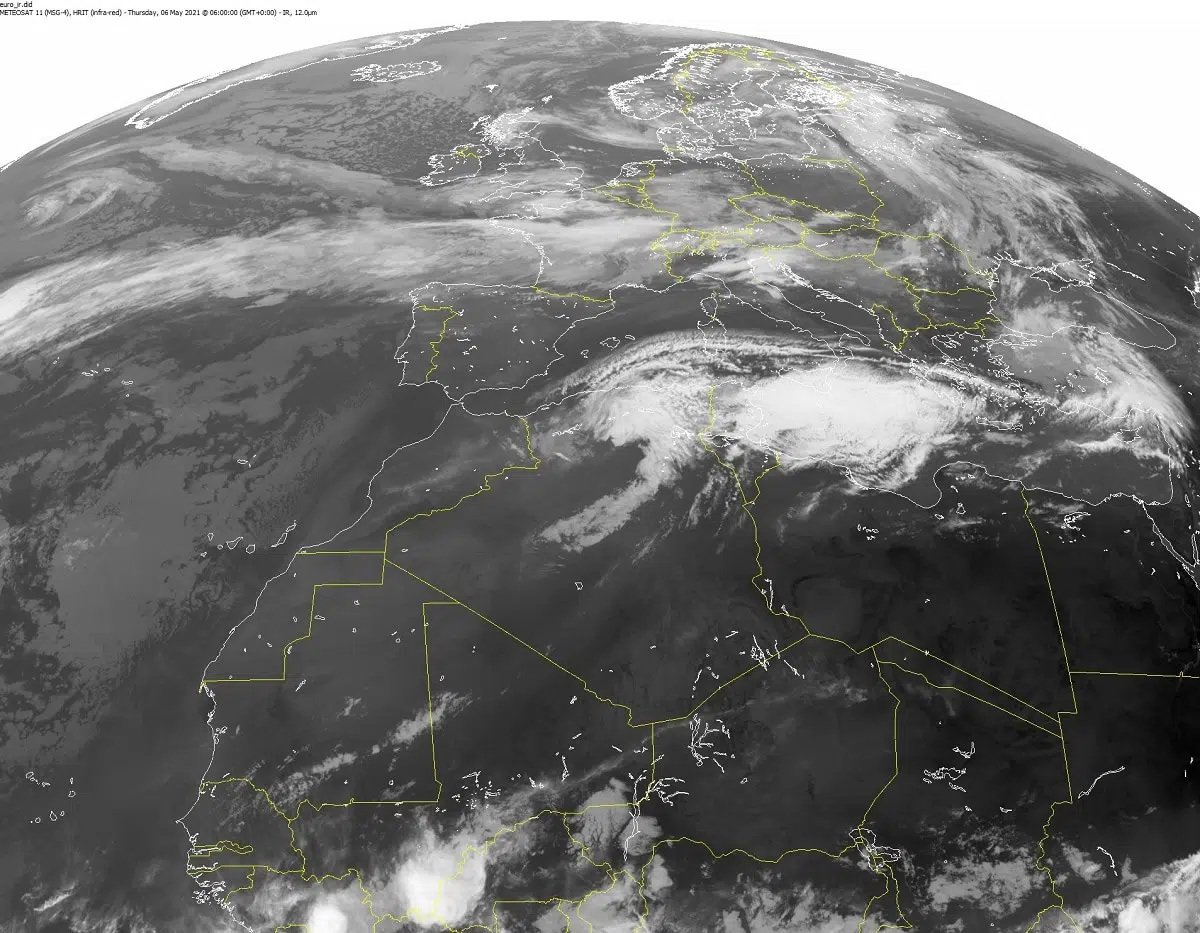 euro_ir.did
METEOSAT 11 (MSG-4), HRIT (infra-red) - Thursday, 06 May 2021 @ 06:00:00 (GMT+0:00) - IR, 12.0µm